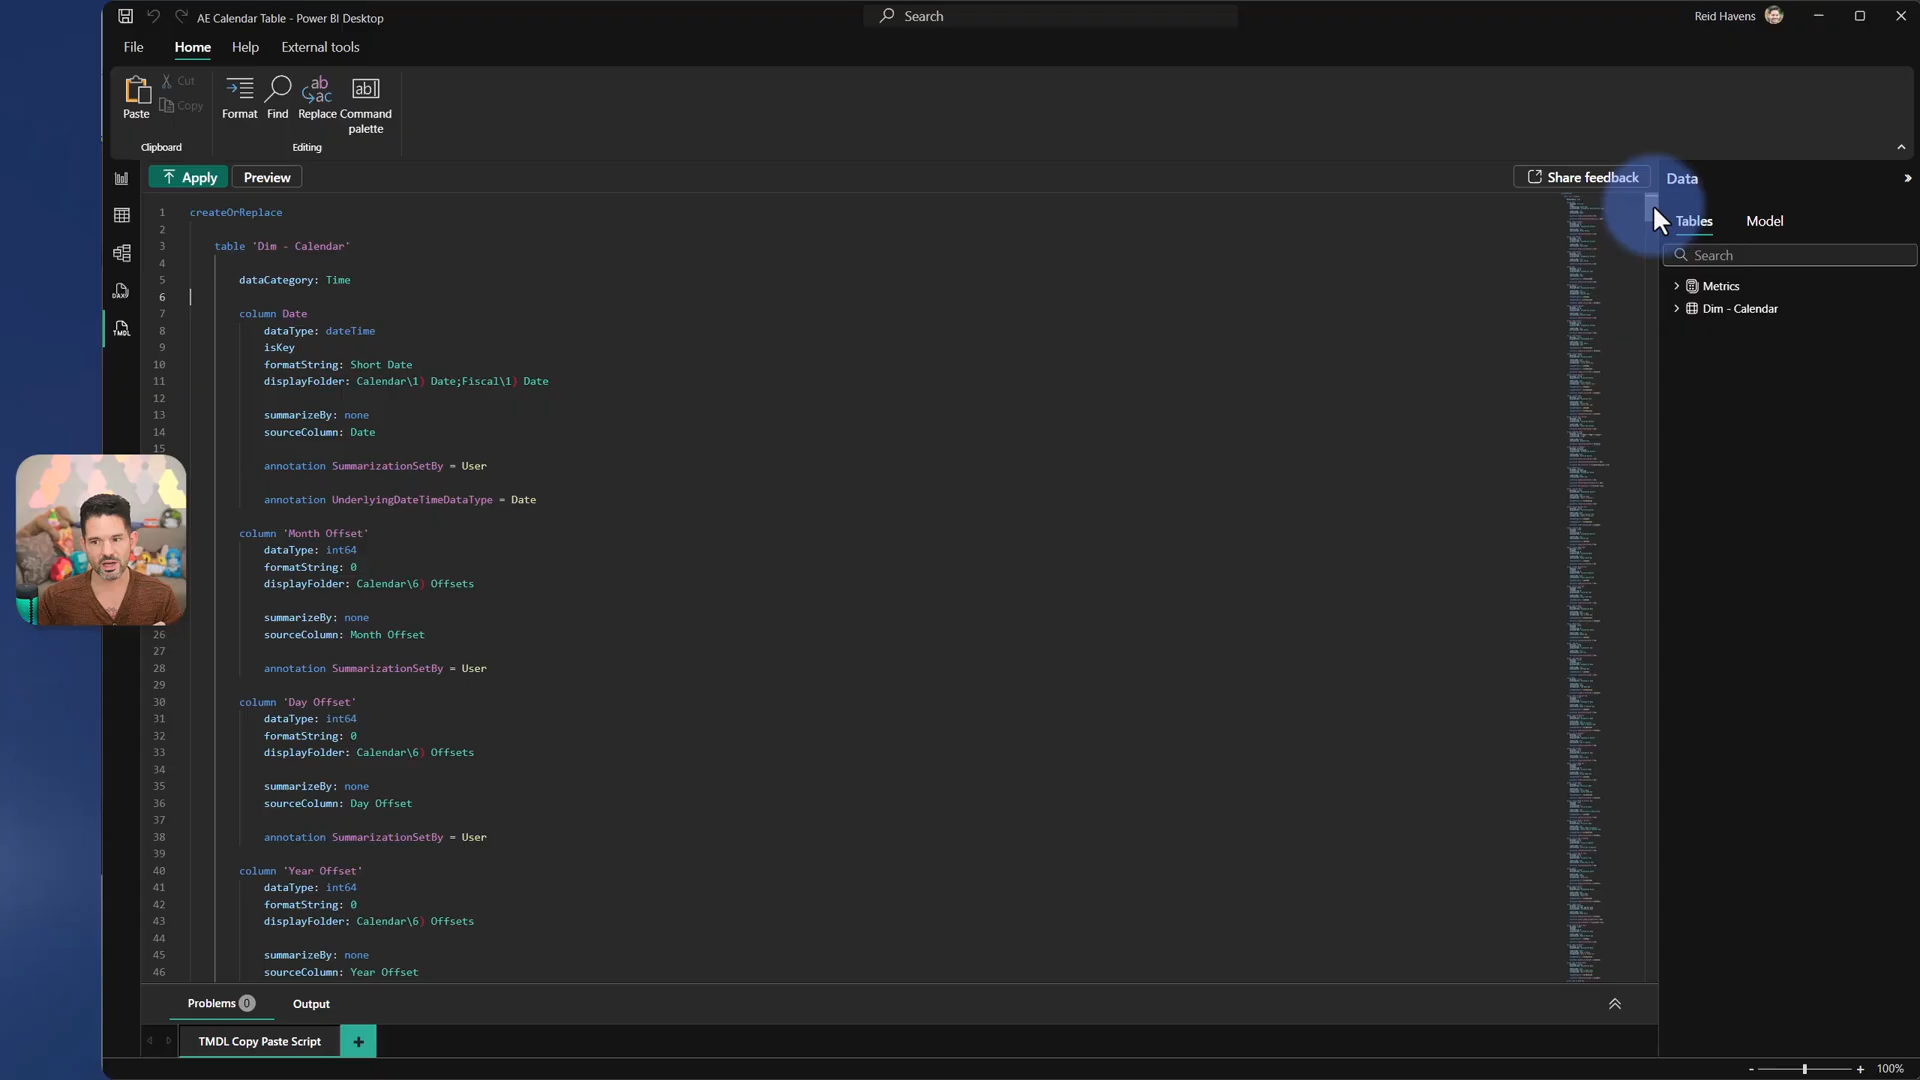 AE Calendar Table - Power BI Desktop
Search
Reid Havens
File
Home
Help
External tools
Paste
Cut
Copy
Format
Find
Replace
Command
palette
Clipboard
Editing
Apply
Preview
Share feedback
Data
Tables
Model
Search
Metrics
Dim - Calendar
DAX
TMDL
1 createOrReplace
2
3 table 'Dim - Calendar'
4
5 dataCategory: Time
6
7 column Date
8 dataType: dateTime
9 isKey
10 formatString: Short Date
11 displayFolder: Calendar\1) Date;Fiscal\1) Date
12
13 summarizeBy: none
14 sourceColumn: Date
15
annotation SummarizationSetBy = User
annotation UnderlyingDateTimeDataType = Date
column 'Month Offset'
dataType: int64
formatString: 0
displayFolder: Calendar\6) Offsets
summarizeBy: none
26 sourceColumn: Month Offset
27
28 annotation SummarizationSetBy = User
29
30 column 'Day Offset'
31 dataType: int64
32 formatString: 0
33 displayFolder: Calendar\6) Offsets
34
35 summarizeBy: none
36 sourceColumn: Day Offset
37
38 annotation SummarizationSetBy = User
39
40 column 'Year Offset'
41 dataType: int64
42 formatString: 0
43 displayFolder: Calendar\6) Offsets
44
45 summarizeBy: none
46 sourceColumn: Year Offset
Problems 0
Output
TMDL Copy Paste Script
100%